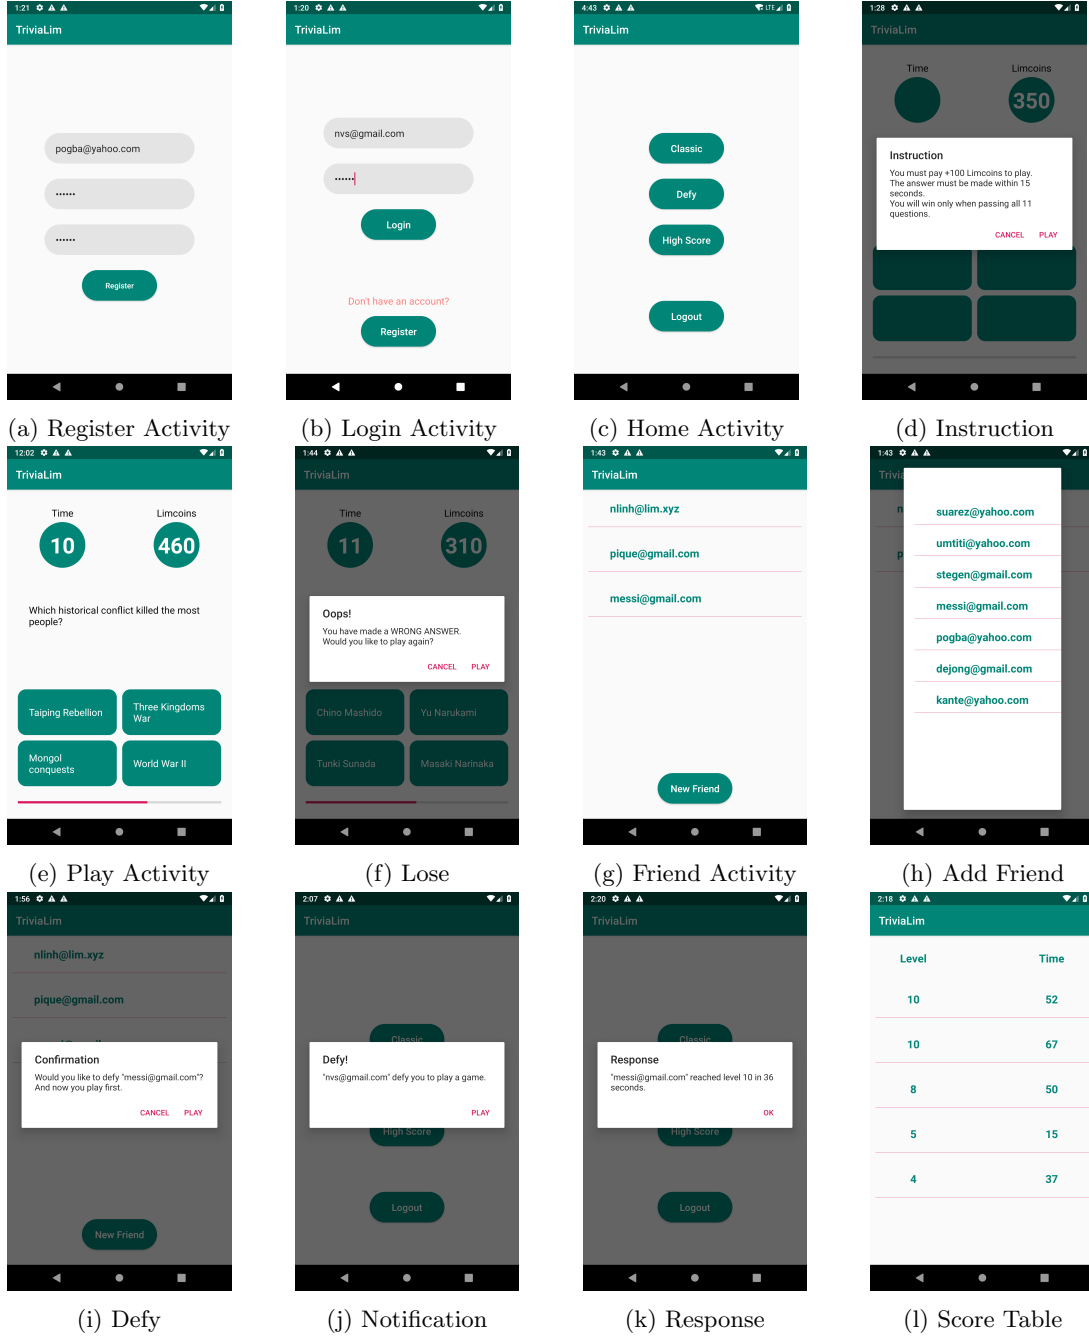 1:21
TriviaLim
pogba@yahoo.com
••••••
••••••
Register
(a) Register Activity
1:20
TriviaLim
nvs@gmail.com
••••••
Login
Don't have an account?
Register
(b) Login Activity
4:43
LTE
TriviaLim
Classic
Defy
High Score
Logout
(c) Home Activity
1:28
TriviaLim
Time
Limcoins
350
Instruction
You must pay +100 Limcoins to play.
The answer must be made within 15
seconds.
You will win only when passing all 11
questions.
CANCEL PLAY
(d) Instruction
12:02
TriviaLim
Time
Limcoins
10
460
Which historical conflict killed the most
people?
Taiping Rebellion
Three Kingdoms
War
Mongol
conquests
World War II
(e) Play Activity
1:44
TriviaLim
Time
Limcoins
11
310
Oops!
You have made a WRONG ANSWER.
Would you like to play again?
CANCEL PLAY
Chino Mashido
Yu Narukami
Tunki Sunada
Masaki Narinaka
(f) Lose
1:43
TriviaLim
nlinh@lim.xyz
pique@gmail.com
messi@gmail.com
New Friend
(g) Friend Activity
1:43
Trivia
n
p
suarez@yahoo.com
umtiti@yahoo.com
stegen@gmail.com
messi@gmail.com
pogba@yahoo.com
dejong@gmail.com
kante@yahoo.com
(h) Add Friend
1:56
TriviaLim
nlinh@lim.xyz
pique@gmail.com
Confirmation
Would you like to defy "messi@gmail.com"?
And now you play first.
CANCEL PLAY
New Friend
(i) Defy
2:07
TriviaLim
Classic
Defy!
"nvs@gmail.com" defy you to play a game.
PLAY
High Score
Logout
(j) Notification
2:20
TriviaLim
Classic
Response
"messi@gmail.com" reached level 10 in 36
seconds.
OK
High Score
Logout
(k) Response
2:18
TriviaLim
Level Time
10 52
10 67
8 50
5 15
4 37
(l) Score Table